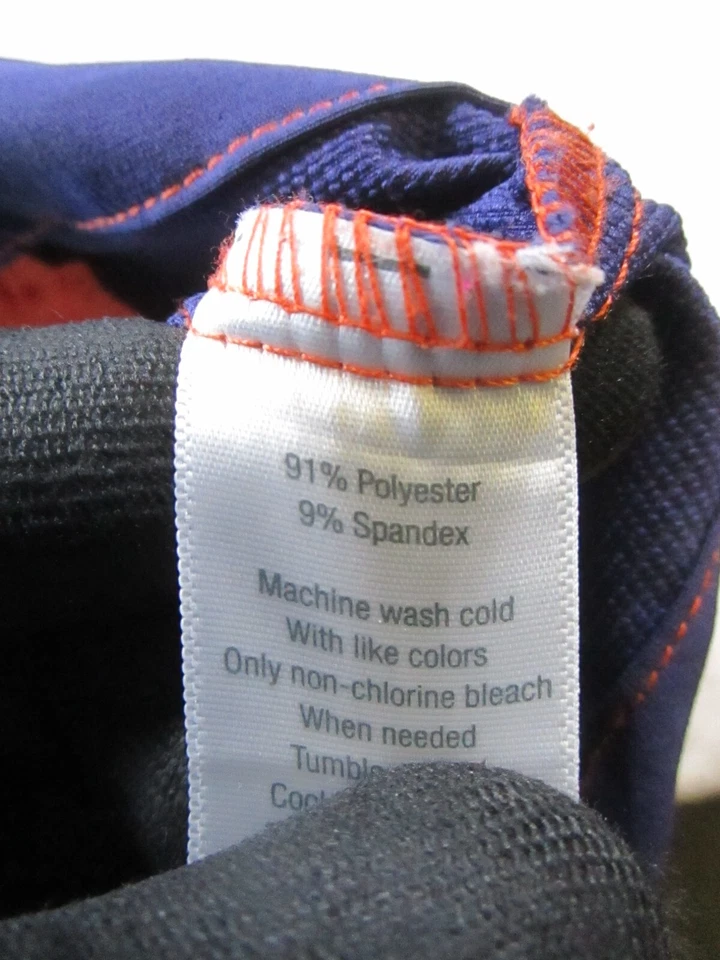 91% Polyester
9% Spandex
Machine wash cold
With like colors
Only non-chlorine bleach
When needed